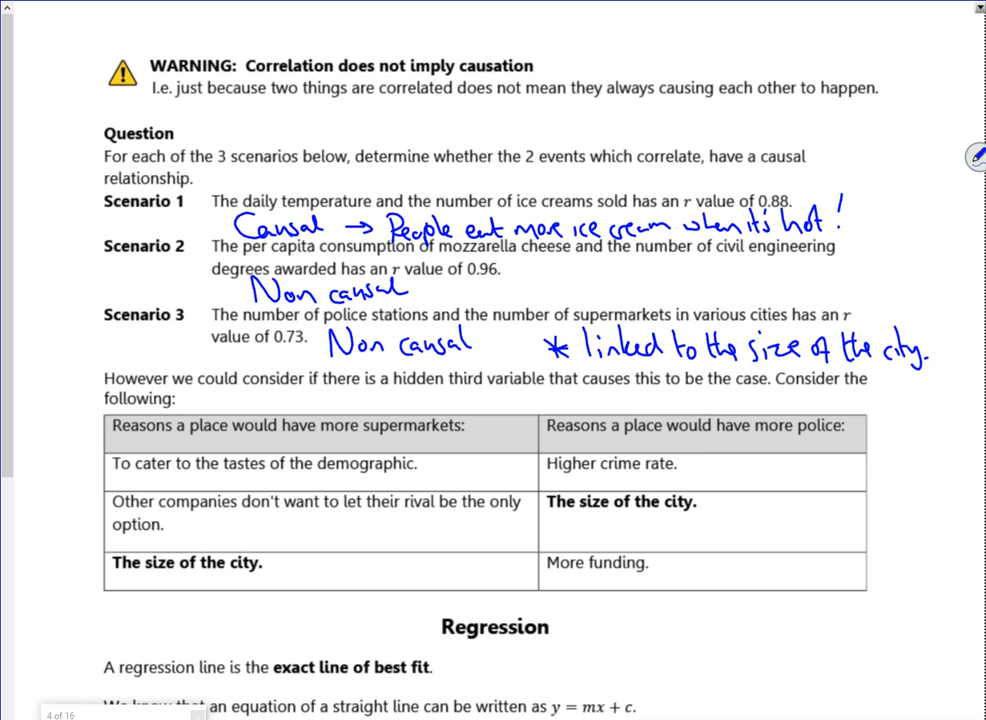 WARNING: Correlation does not imply causation
I.e. just because two things are correlated does not mean they always causing each other to happen.
Question
For each of the 3 scenarios below, determine whether the 2 events which correlate, have a causal
relationship.
Scenario 1 The daily temperature and the number of ice creams sold has an r value of 0.88.
Causal → People eat more ice cream when it's hot!
Scenario 2 The per capita consumption of mozzarella cheese and the number of civil engineering
degrees awarded has an r value of 0.96.
Non causal
Scenario 3 The number of police stations and the number of supermarkets in various cities has an r
value of 0.73. Non causal * linked to the size of the city.
However we could consider if there is a hidden third variable that causes this to be the case. Consider the
following:
Reasons a place would have more supermarkets: Reasons a place would have more police:
To cater to the tastes of the demographic. Higher crime rate.
Other companies don't want to let their rival be the only The size of the city.
option.
The size of the city. More funding.
Regression
A regression line is the exact line of best fit.
an equation of a straight line can be written as y = mx + c.
4 of 16